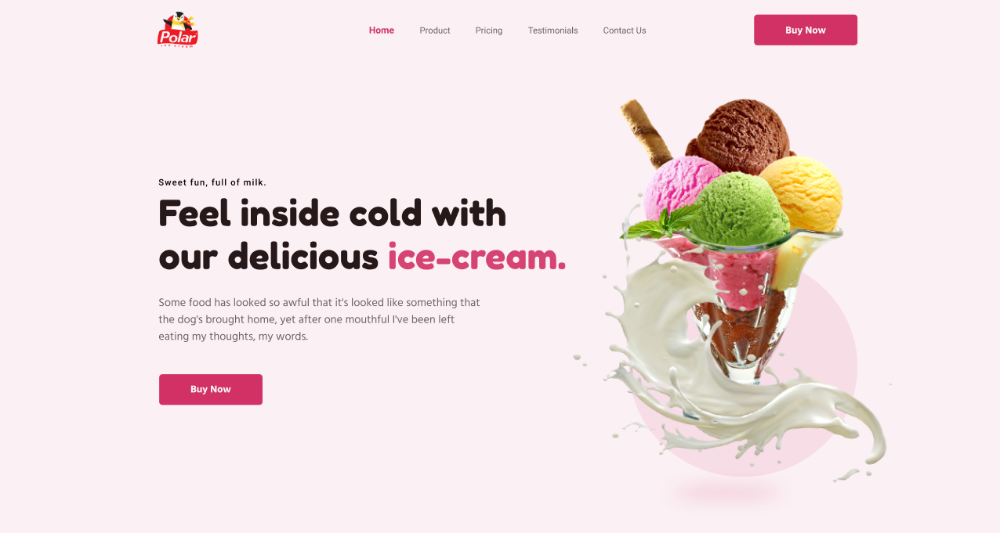 Polar
ICE CREAM
Home
Product
Pricing
Testimonials
Contact Us
Buy Now
Sweet fun, full of milk.
Feel inside cold with
our delicious ice-cream.
Some food has looked so awful that it's looked like something that
the dog's brought home, yet after one mouthful I've been left
eating my thoughts, my words.
Buy Now